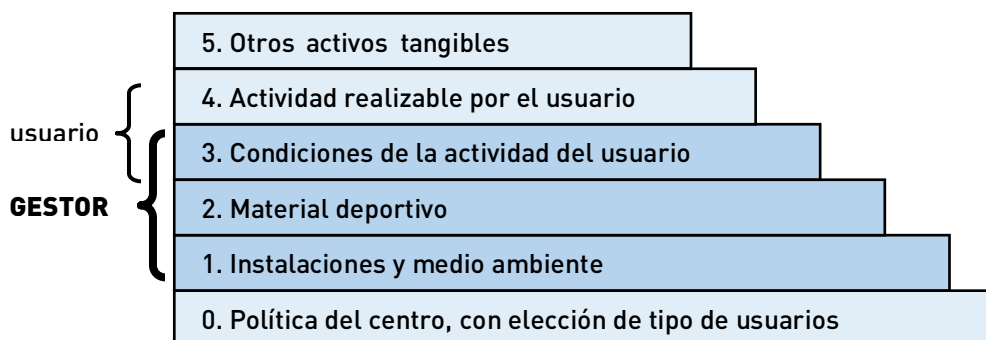 5. Otros activos tangibles
4. Actividad realizable por el usuario
usuario
3. Condiciones de la actividad del usuario
GESTOR
2. Material deportivo
1. Instalaciones y medio ambiente
0. Política del centro, con elección de tipo de usuarios